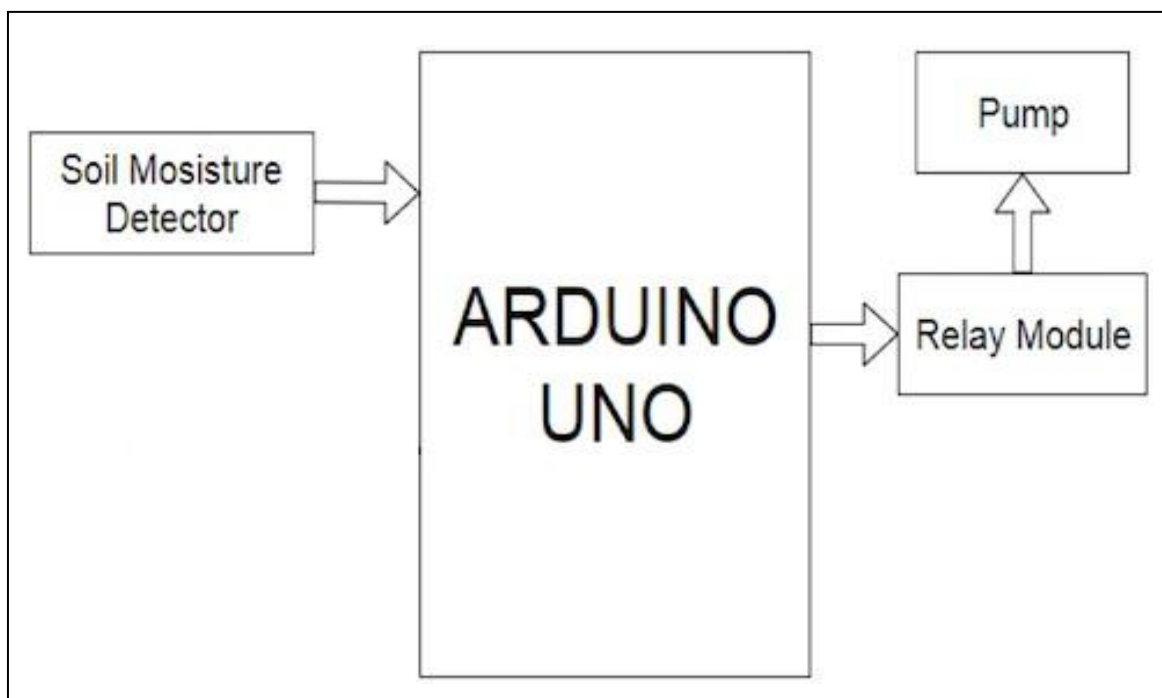 Soil Mosisture
Detector
ARDUINO
UNO
Pump
Relay Module